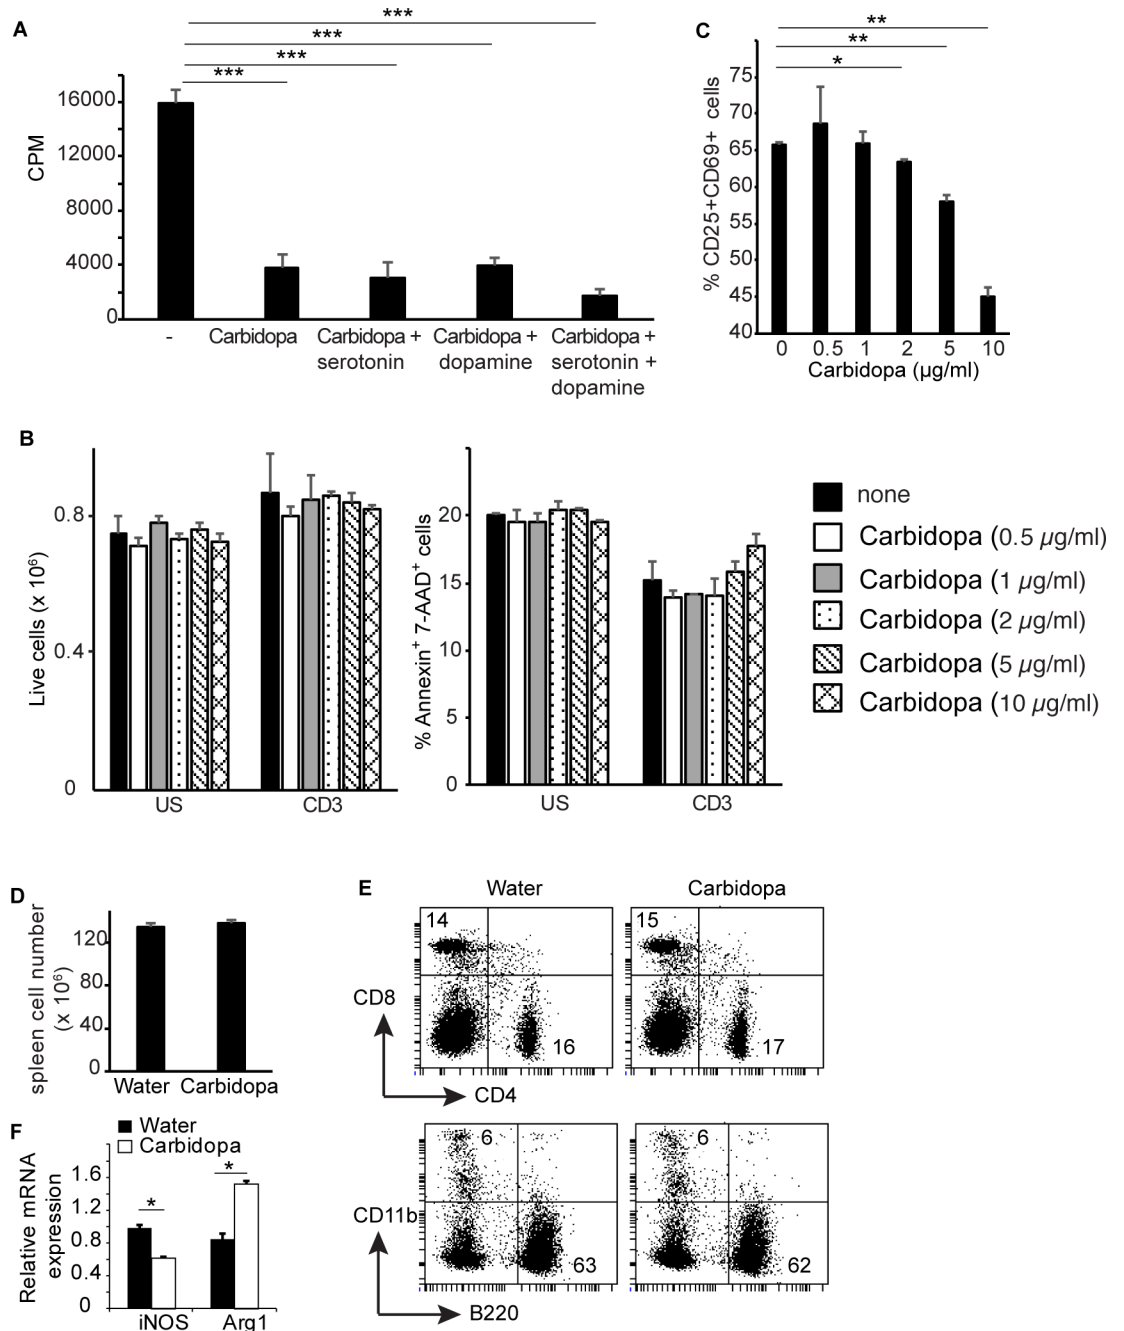 A
***
***
***
***
CPM
16000
12000
8000
4000
0
-
Carbidopa
Carbidopa +
serotonin
Carbidopa +
dopamine
Carbidopa +
serotonin +
dopamine
C
**
**
*
% CD25+CD69+ cells
75
70
65
60
55
50
45
40
0 0.5 1 2 5 10
Carbidopa (µg/ml)
B
Live cells (x 10⁶)
0.8
0.4
0
US CD3
% Annexin⁺ 7-AAD⁺ cells
20
15
10
5
0
US CD3
none
Carbidopa (0.5 µg/ml)
Carbidopa (1 µg/ml)
Carbidopa (2 µg/ml)
Carbidopa (5 µg/ml)
Carbidopa (10 µg/ml)
D
spleen cell number
(x 10⁶)
120
80
40
0
Water Carbidopa
E
Water Carbidopa
14
16
15
17
CD8
CD4
6
63
6
62
CD11b
B220
F
Water
Carbidopa
Relative mRNA
expression
1.6
1.2
0.8
0.4
0
*
*
iNOS Arg1